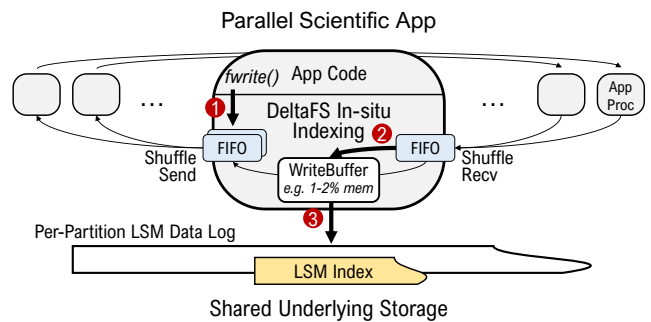 Parallel Scientific App
fwrite()
App Code
1
DeltaFS In-situ
Indexing
2
...
...
App
Proc
FIFO
FIFO
Shuffle
Send
Shuffle
Recv
WriteBuffer
e.g. 1-2% mem
3
Per-Partition LSM Data Log
LSM Index
Shared Underlying Storage